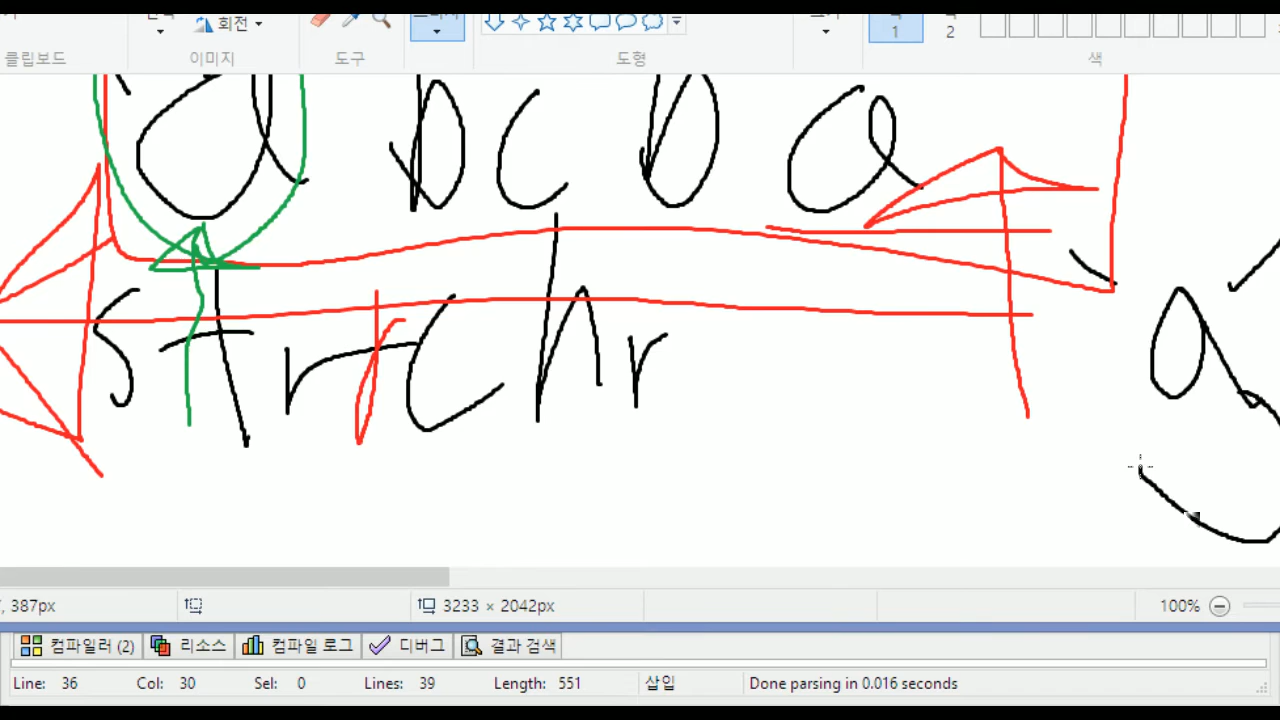 회전
1
2
클립보드
이미지
도구
도형
색
a b c b a
strrchr
a
387px
3233 × 2042px
100%
컴파일러 (2)
리소스
컴파일 로그
디버그
결과 검색
Line: 36
Col: 30
Sel: 0
Lines: 39
Length: 551
삽입
Done parsing in 0.016 seconds